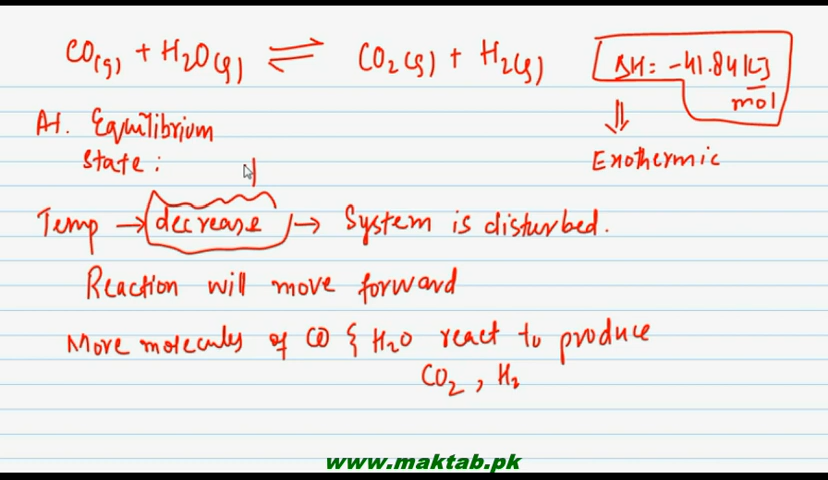 CO(g) + H2O(g) ⇌ CO2(g) + H2(g) ΔH = -41.84 kJ/mol
At. Equilibrium ⇓
state : Exothermic
Temp → decrease → System is disturbed.
Reaction will move forward
More molecules of CO & H2O react to produce
CO2 , H2
www.maktab.pk